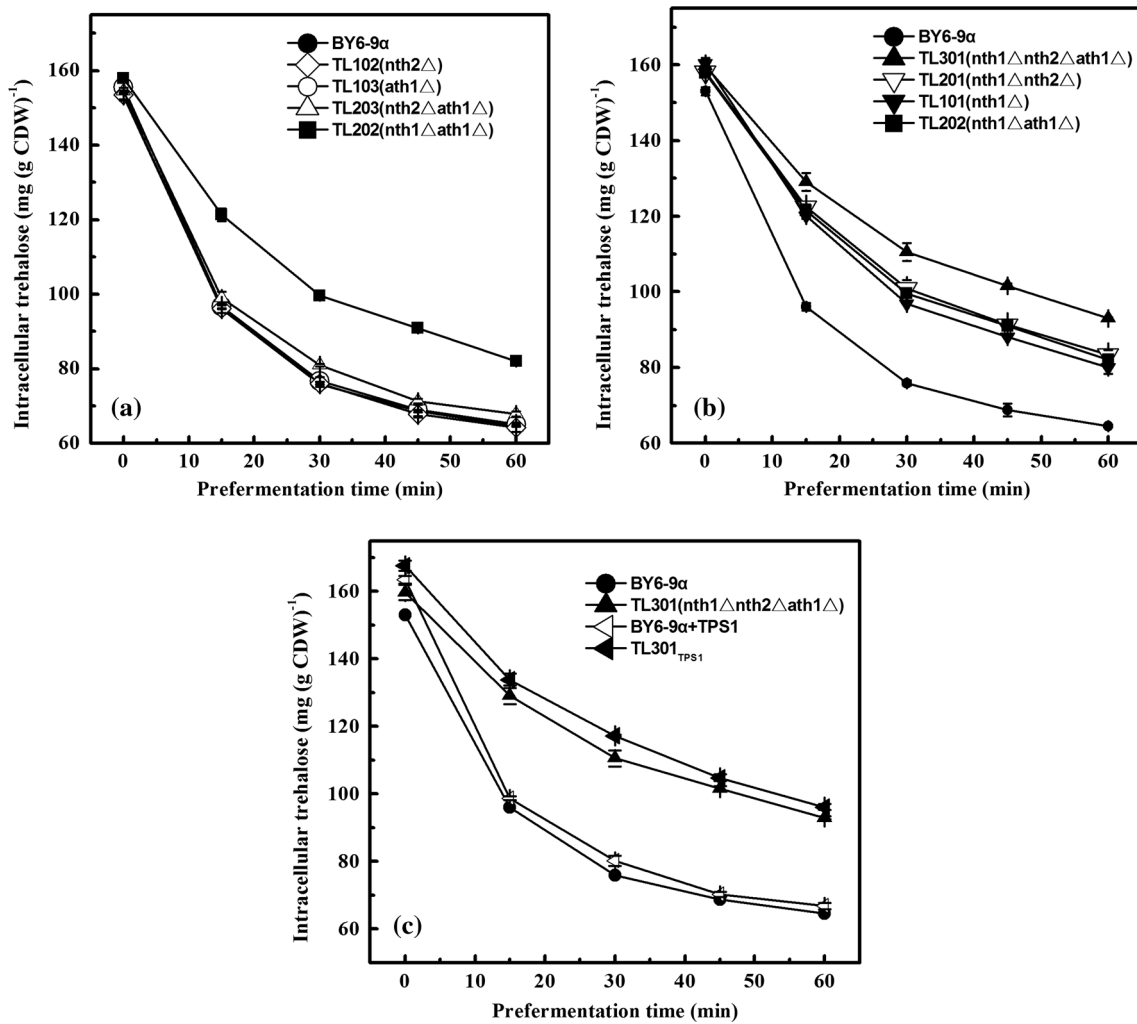 Intracellular trehalose (mg (g CDW)⁻¹)
160
140
120
100
80
60
BY6-9α
TL102(nth2△)
TL103(ath1△)
TL203(nth2△ath1△)
TL202(nth1△ath1△)
(a)
0 10 20 30 40 50 60
Prefermentation time (min)
Intracellular trehalose (mg (g CDW)⁻¹)
160
140
120
100
80
60
BY6-9α
TL301(nth1△nth2△ath1△)
TL201(nth1△nth2△)
TL101(nth1△)
TL202(nth1△ath1△)
(b)
0 10 20 30 40 50 60
Prefermentation time (min)
Intracellular trehalose (mg (g CDW)⁻¹)
160
140
120
100
80
60
BY6-9α
TL301(nth1△nth2△ath1△)
BY6-9α+TPS1
TL301TPS1
(c)
0 10 20 30 40 50 60
Prefermentation time (min)